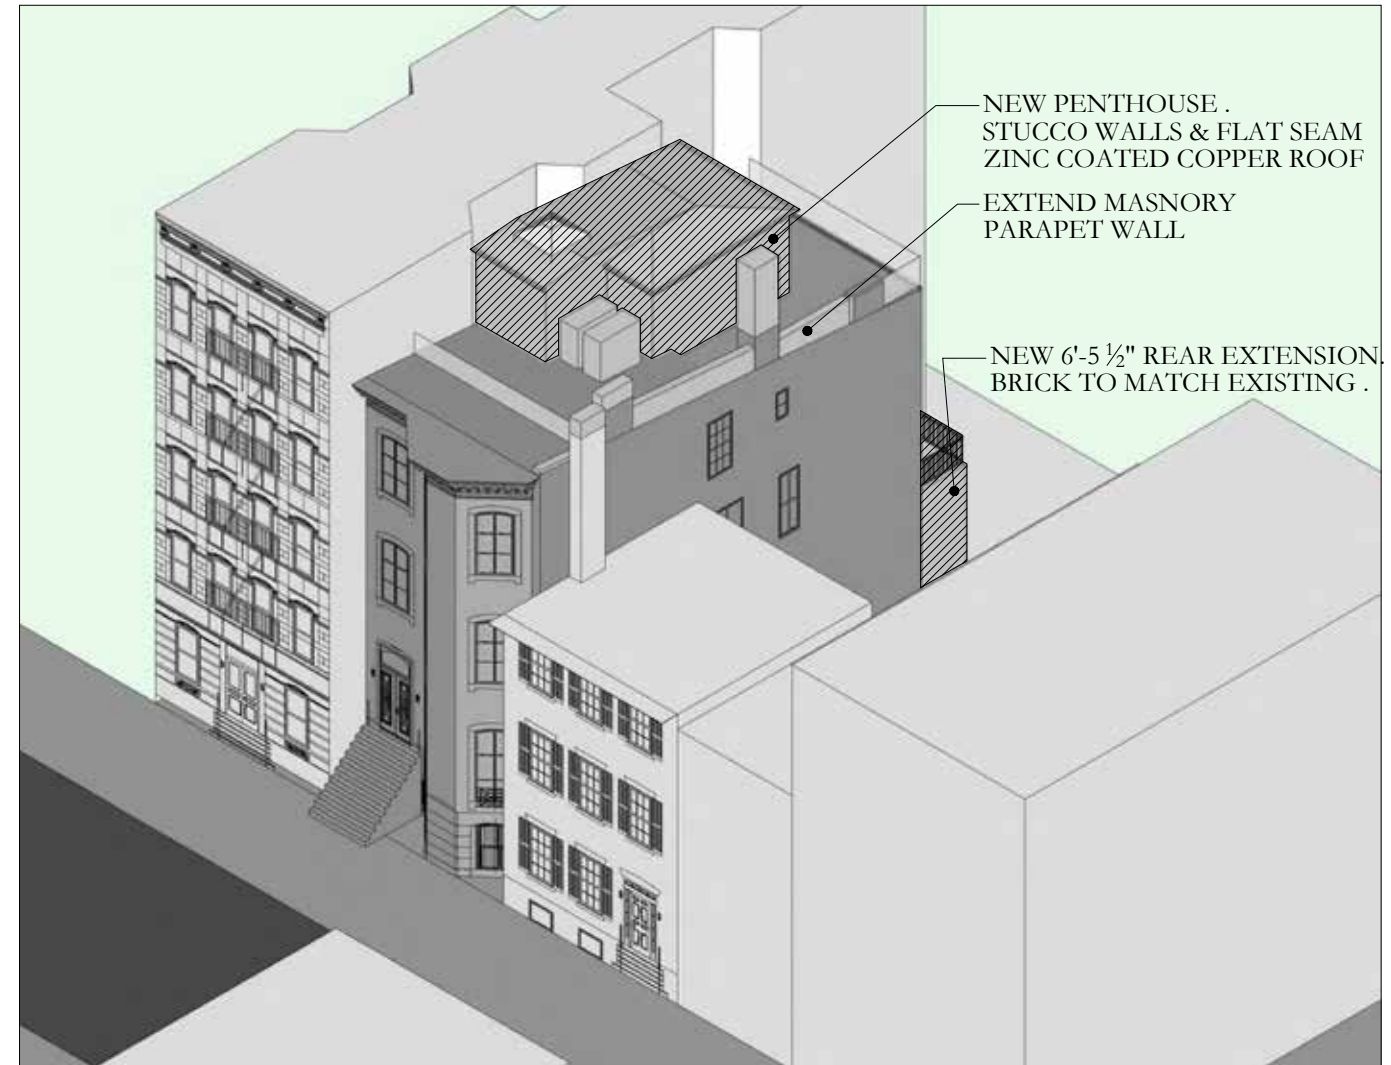 NEW PENTHOUSE .
STUCCO WALLS & FLAT SEAM
ZINC COATED COPPER ROOF
EXTEND MASNORY
PARAPET WALL
NEW 6'-5 ½" REAR EXTENSION.
BRICK TO MATCH EXISTING .